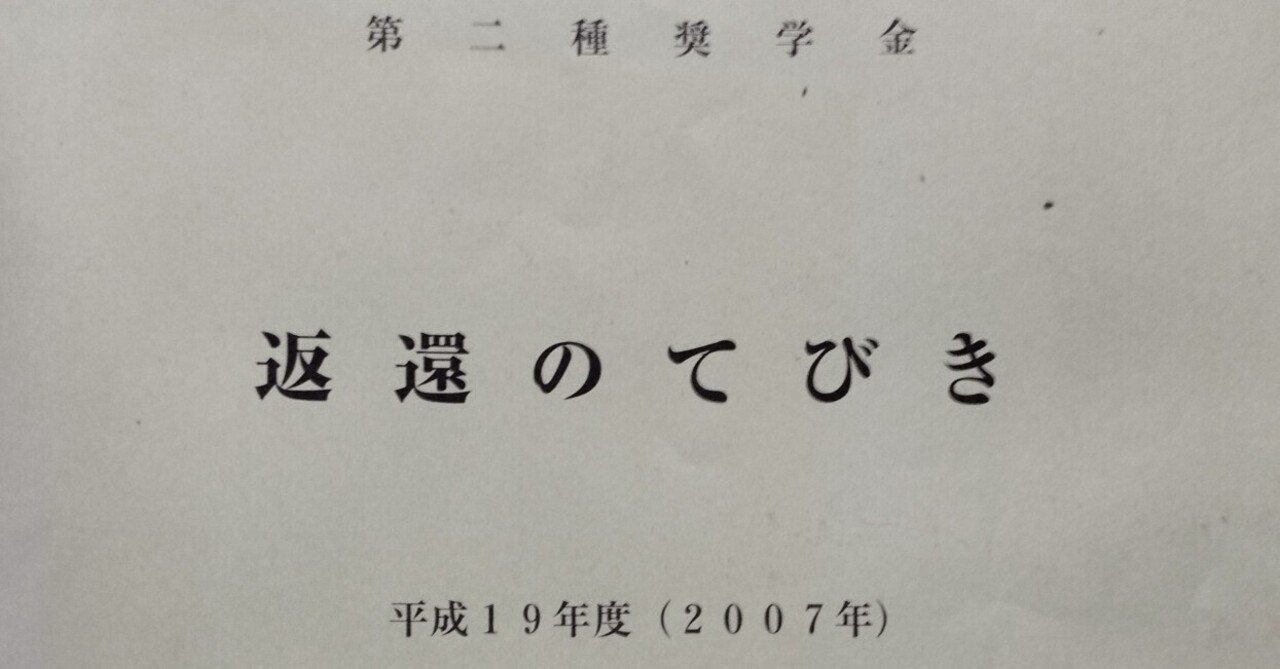 第二種奨学金
返還のてびき
平成１９年度（２００７年）